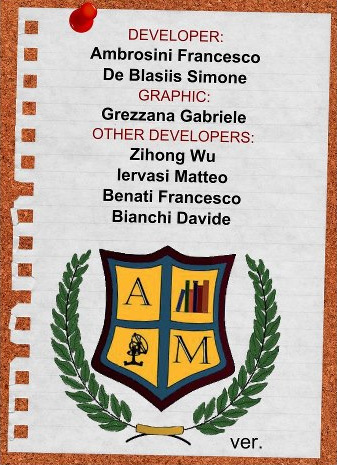 DEVELOPER:
Ambrosini Francesco
De Blasiis Simone
GRAPHIC:
Grezzana Gabriele
OTHER DEVELOPERS:
Zihong Wu
Iervasi Matteo
Benati Francesco
Bianchi Davide
A
M
ver.